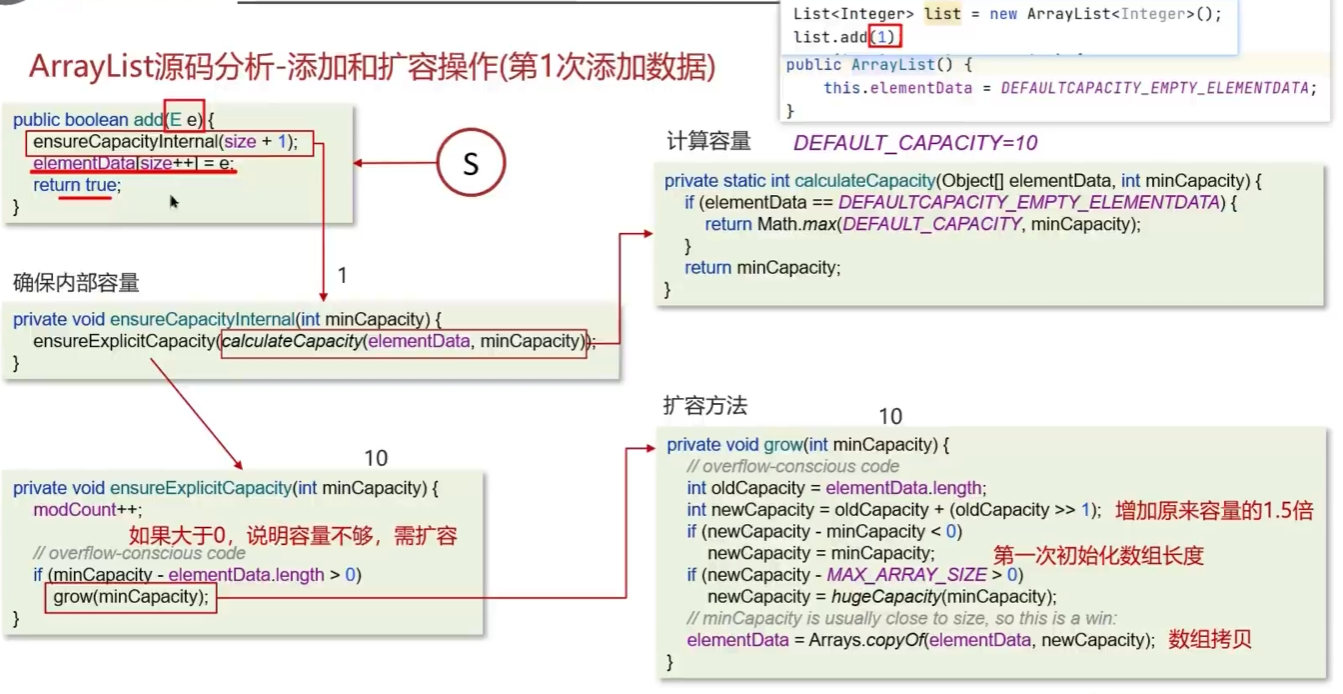 List<Integer> list = new ArrayList<Integer>();
list.add(1)
public ArrayList() {
this.elementData = DEFAULTCAPACITY_EMPTY_ELEMENTDATA;
}
ArrayList源码分析-添加和扩容操作(第1次添加数据)
public boolean add(E e) {
ensureCapacityInternal(size + 1);
elementData[size++] = e;
return true;
}
S
计算容量 DEFAULT_CAPACITY=10
private static int calculateCapacity(Object[] elementData, int minCapacity) {
if (elementData == DEFAULTCAPACITY_EMPTY_ELEMENTDATA) {
return Math.max(DEFAULT_CAPACITY, minCapacity);
}
return minCapacity;
}
确保内部容量
1
private void ensureCapacityInternal(int minCapacity) {
ensureExplicitCapacity(calculateCapacity(elementData, minCapacity));
}
10
private void ensureExplicitCapacity(int minCapacity) {
modCount++;
如果大于0，说明容量不够，需扩容
// overflow-conscious code
if (minCapacity - elementData.length > 0)
grow(minCapacity);
}
扩容方法
10
private void grow(int minCapacity) {
// overflow-conscious code
int oldCapacity = elementData.length;
int newCapacity = oldCapacity + (oldCapacity >> 1); 增加原来容量的1.5倍
if (newCapacity - minCapacity < 0)
newCapacity = minCapacity; 第一次初始化数组长度
if (newCapacity - MAX_ARRAY_SIZE > 0)
newCapacity = hugeCapacity(minCapacity);
// minCapacity is usually close to size, so this is a win:
elementData = Arrays.copyOf(elementData, newCapacity); 数组拷贝
}